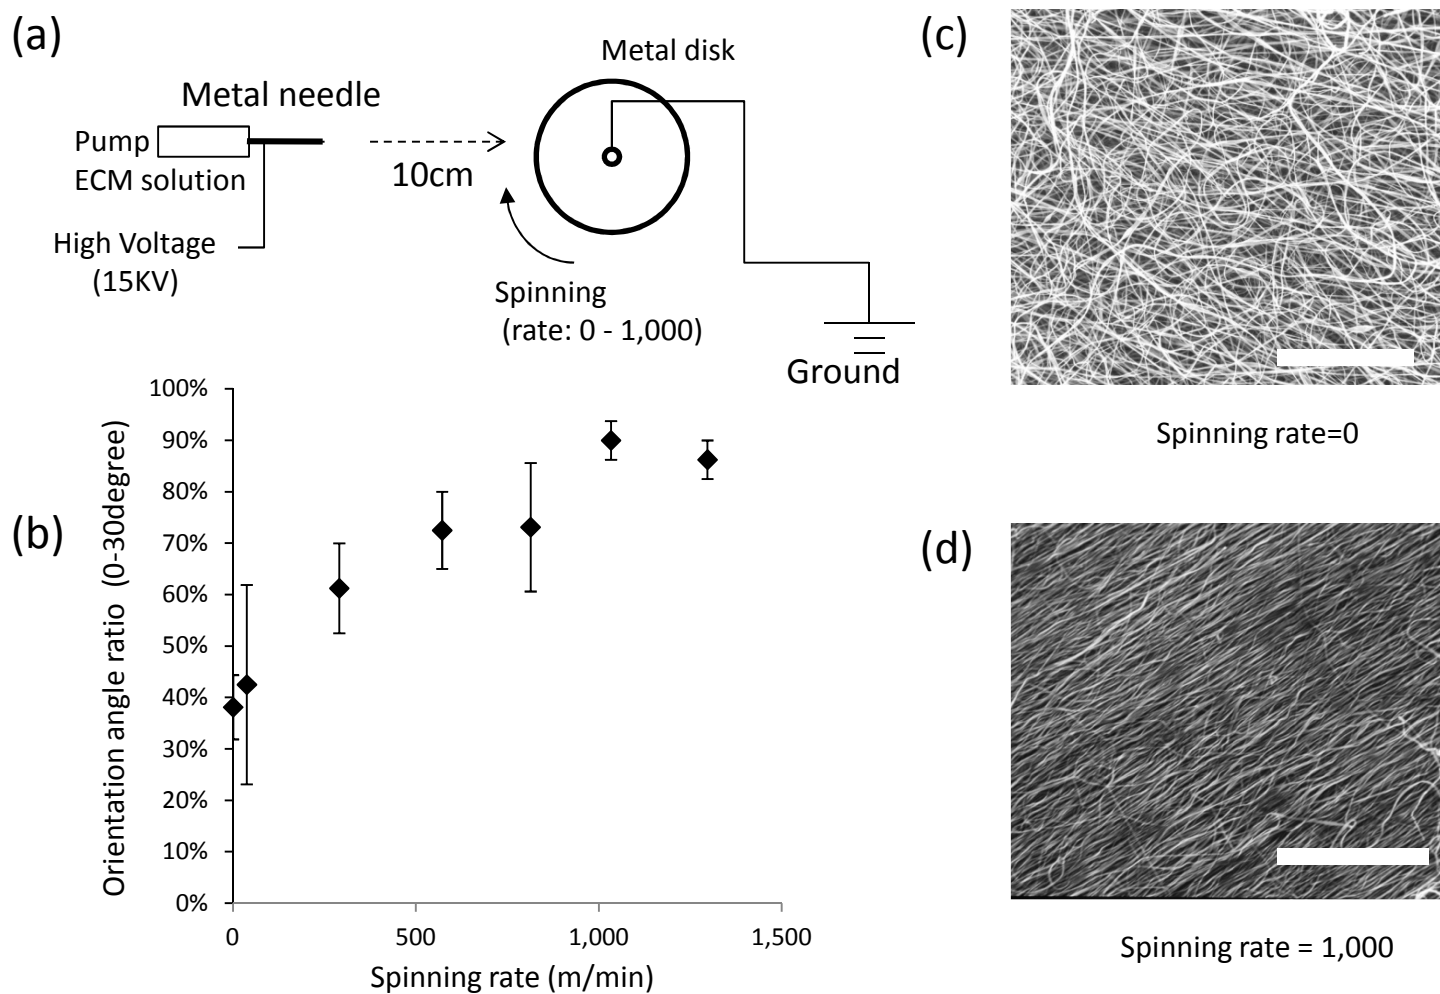 (a)
Metal disk
Metal needle
Pump
ECM solution
10cm
High Voltage
(15KV)
Spinning
(rate: 0 - 1,000)
Ground
(b)
Orientation angle ratio (0-30degree)
100%
90%
80%
70%
60%
50%
40%
30%
20%
10%
0%
0
500
1,000
1,500
Spinning rate (m/min)
(c)
Spinning rate=0
(d)
Spinning rate = 1,000